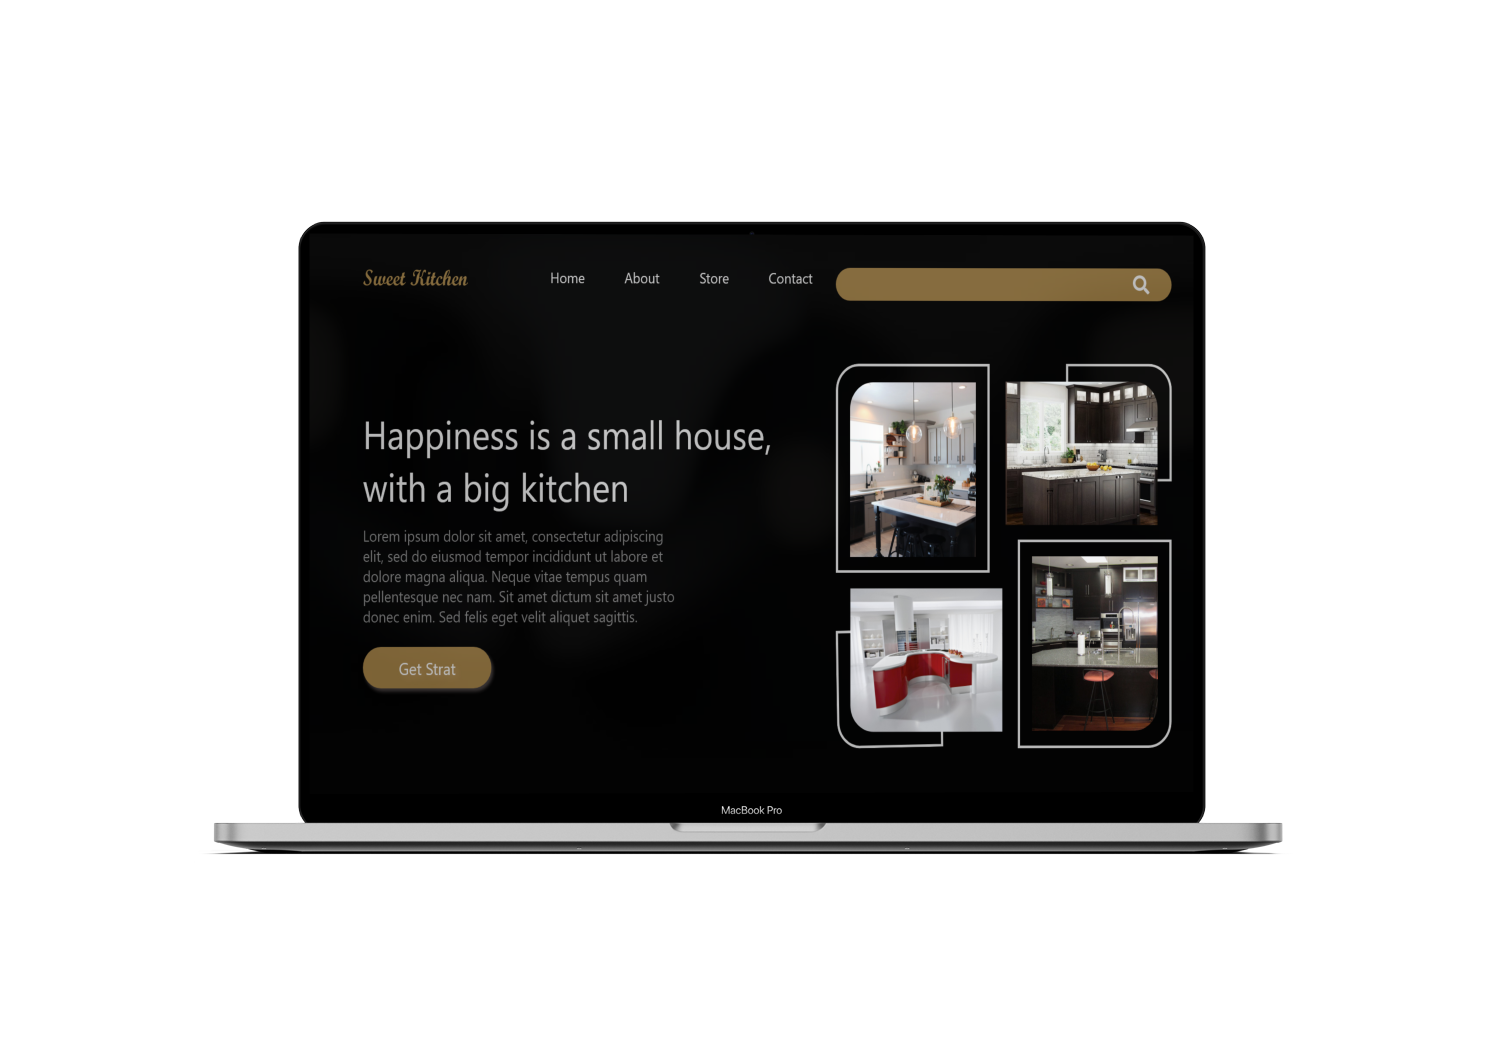 Sweet Kitchen
Home About Store Contact
Happiness is a small house,
with a big kitchen
Lorem ipsum dolor sit amet, consectetur adipiscing
elit, sed do eiusmod tempor incididunt ut labore et
dolore magna aliqua. Neque vitae tempus quam
pellentesque nec nam. Sit amet dictum sit amet justo
donec enim. Sed felis eget velit aliquet sagittis.
Get Strat
MacBook Pro